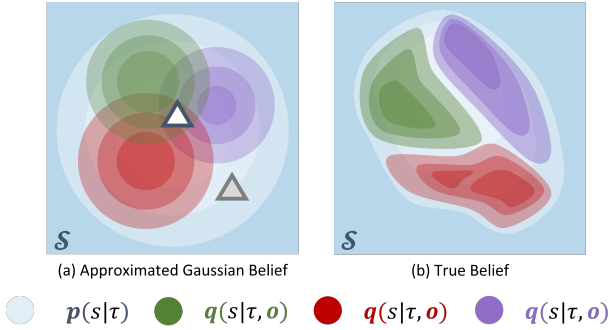 𝓢
𝓢
(a) Approximated Gaussian Belief
(b) True Belief
p(s|τ) q(s|τ, o) q(s|τ, o) q(s|τ, o)